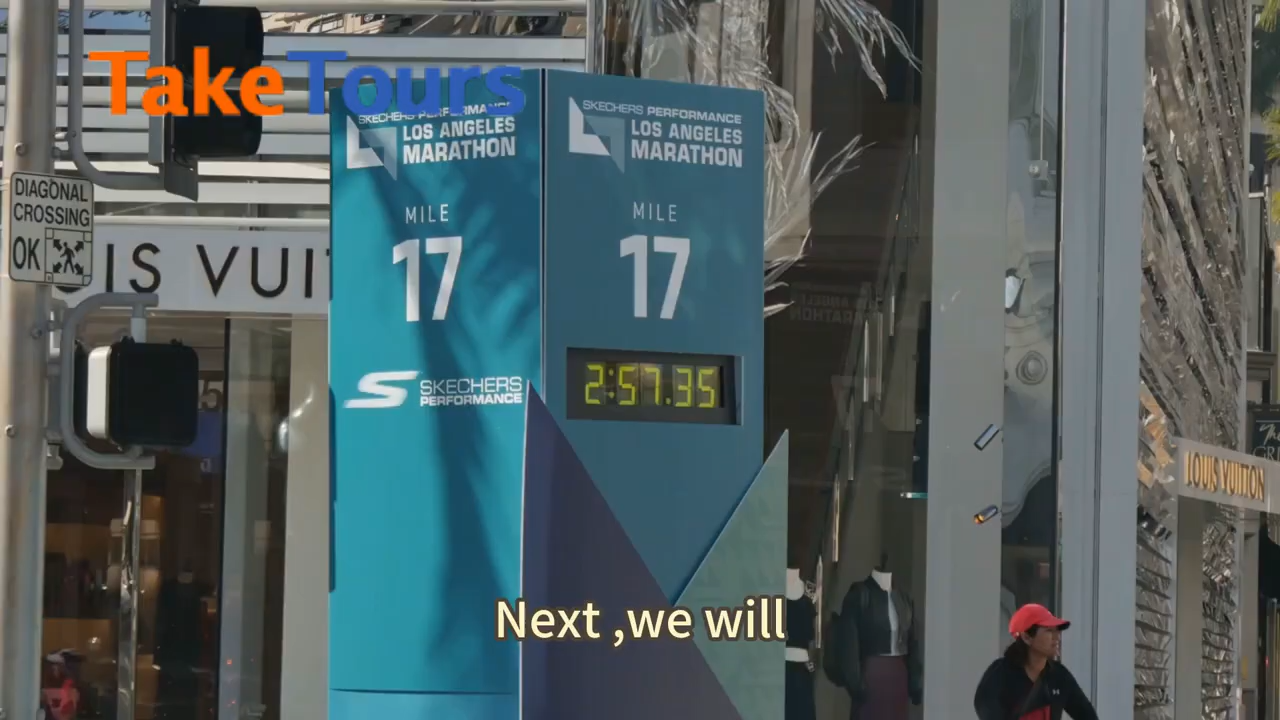 TakeTours
SKECHERS PERFORMANCE
LOS ANGELES
MARATHON
MILE
17
SKECHERS
PERFORMANCE
SKECHERS PERFORMANCE
LOS ANGELES
MARATHON
MILE
17
2:57.35
DIAGONAL
CROSSING
OK
UIS VUIT
LOUIS VUITTON
Next ,we will